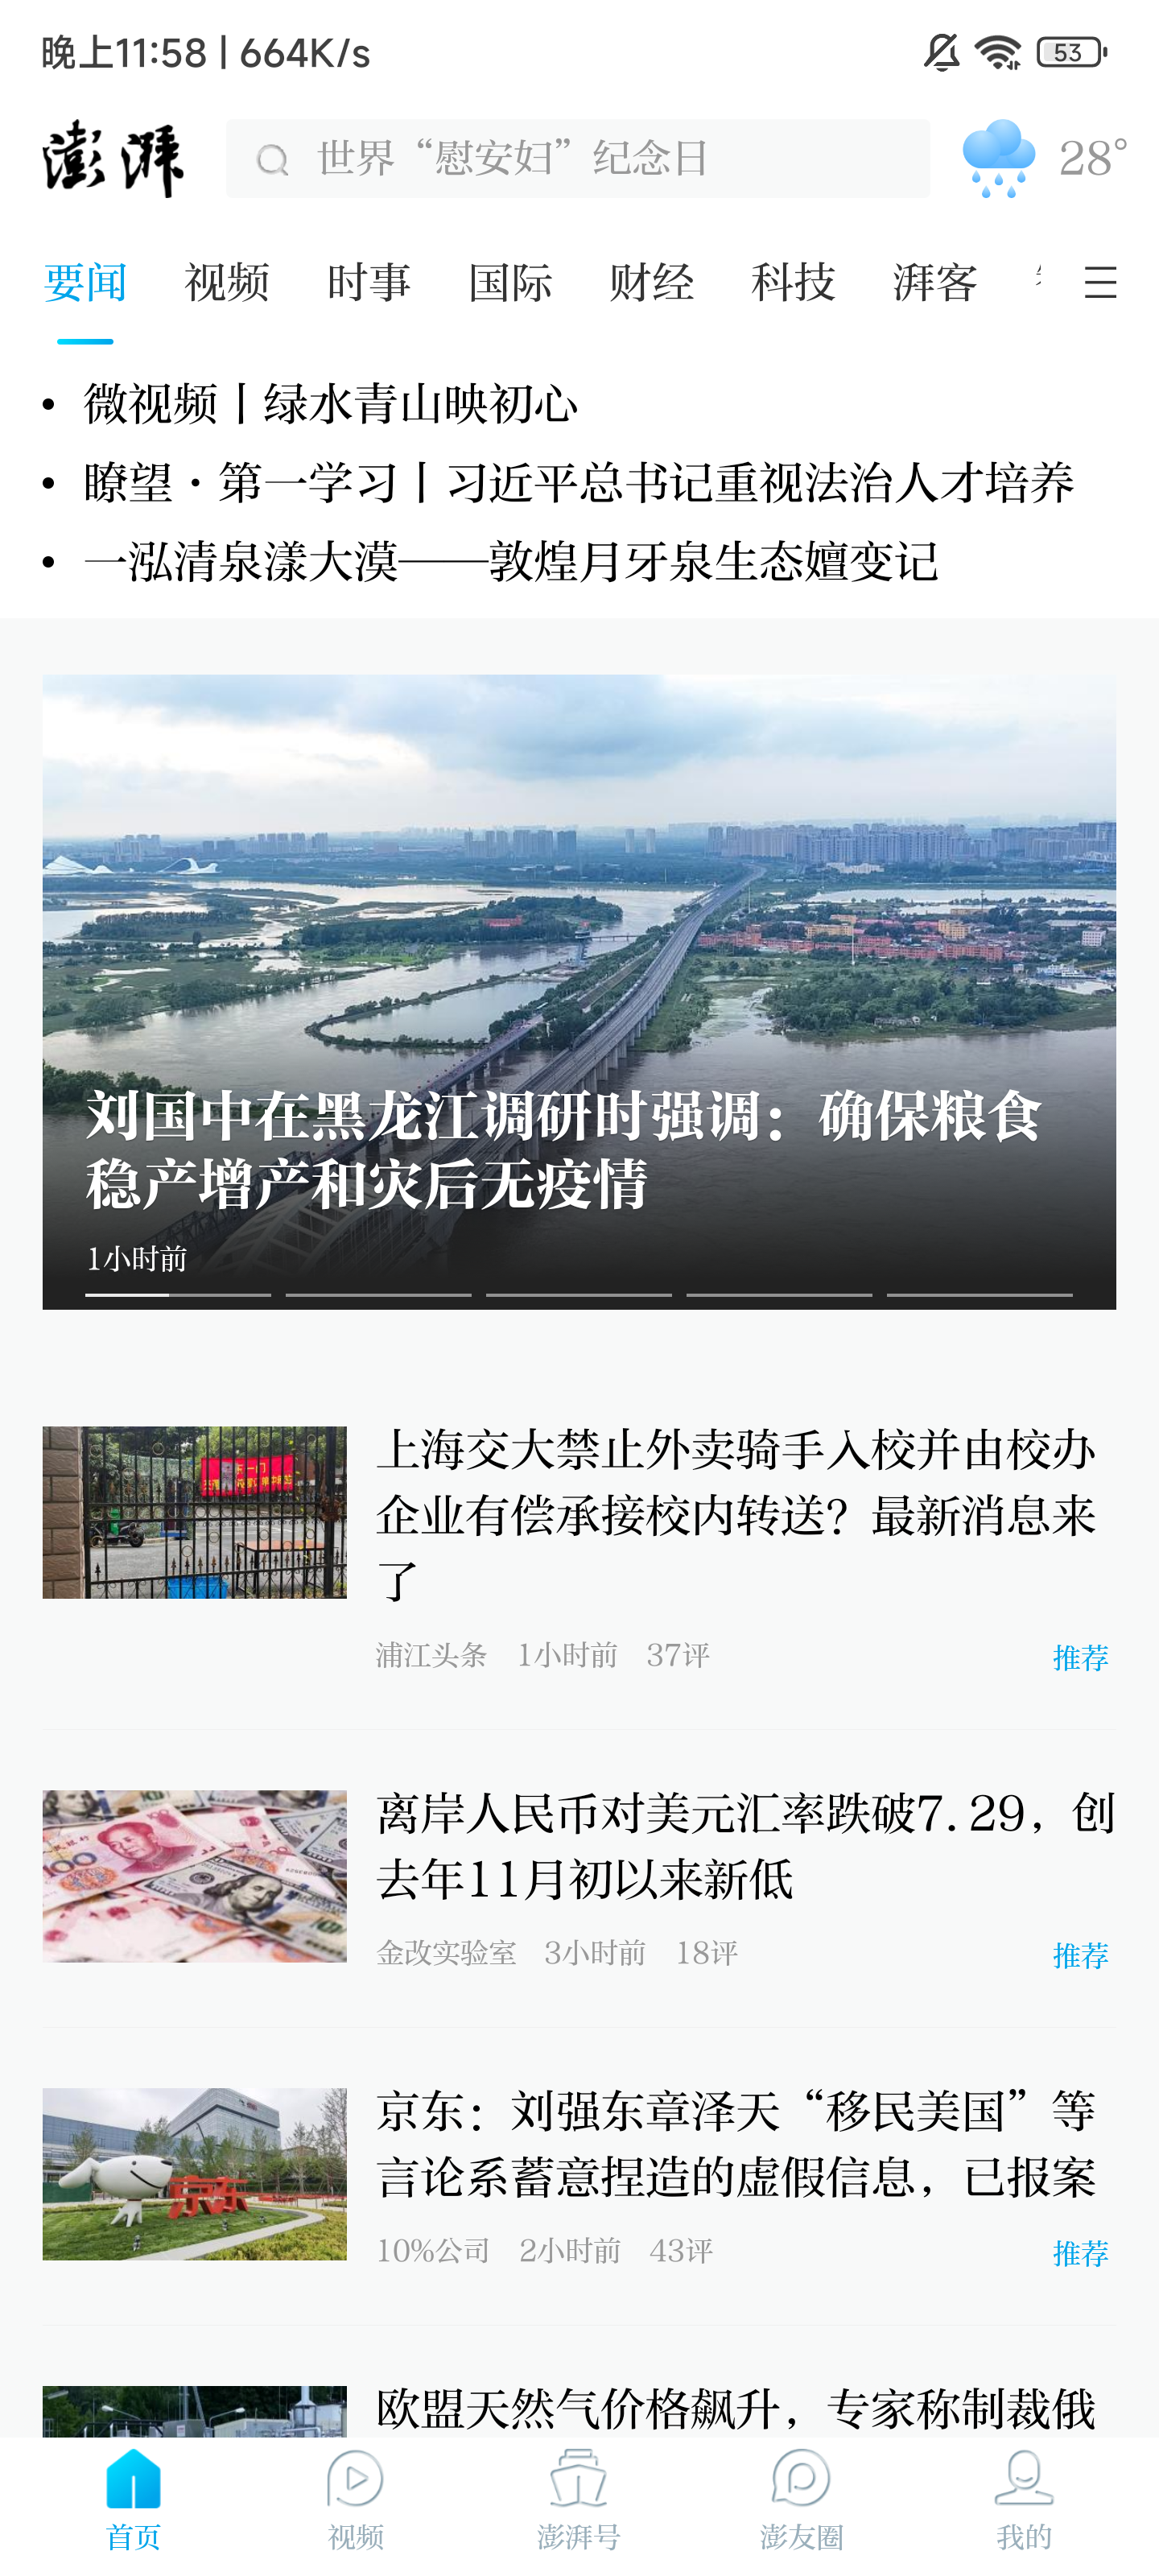 晚上11:58 | 664K/s
53
澎湃
世界“慰安妇”纪念日
28°
要闻 视频 时事 国际 财经 科技 湃客
微视频丨绿水青山映初心
瞭望·第一学习丨习近平总书记重视法治人才培养
一泓清泉漾大漠——敦煌月牙泉生态嬗变记
刘国中在黑龙江调研时强调：确保粮食
稳产增产和灾后无疫情
1小时前
上海交大禁止外卖骑手入校并由校办
企业有偿承接校内转送？最新消息来
了
浦江头条 1小时前 37评
推荐
离岸人民币对美元汇率跌破7.29，创
去年11月初以来新低
金改实验室 3小时前 18评
推荐
京东：刘强东章泽天“移民美国”等
言论系蓄意捏造的虚假信息，已报案
10%公司 2小时前 43评
推荐
欧盟天然气价格飙升，专家称制裁俄
首页 视频 澎湃号 澎友圈 我的